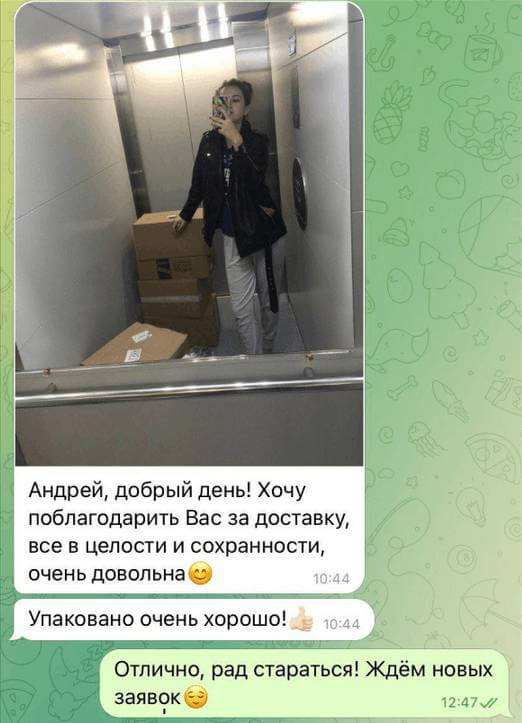 Андрей, добрый день! Хочу
поблагодарить Вас за доставку,
все в целости и сохранности,
очень довольна😊
10:44
Упаковано очень хорошо!👍🏻
10:44
Отлично, рад стараться! Ждём новых
заявок😌
12:47